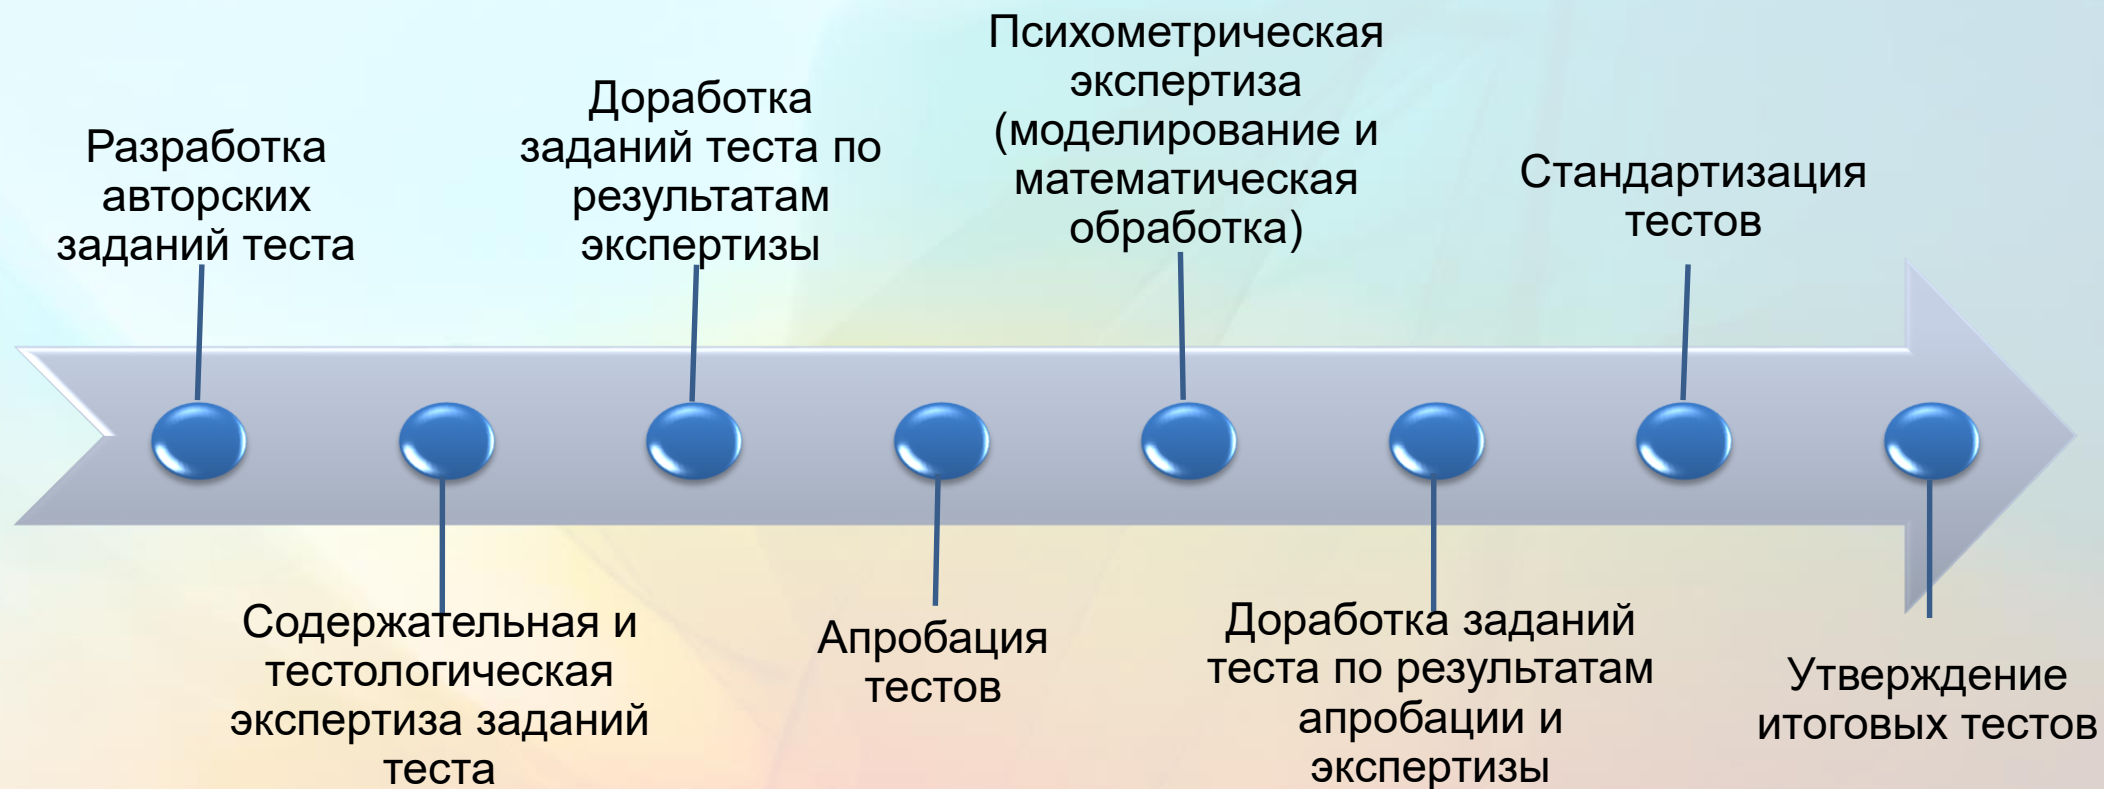 Разработка
авторских
заданий теста
Содержательная и
тестологическая
экспертиза заданий
теста
Доработка
заданий теста по
результатам
экспертизы
Апробация
тестов
Психометрическая
экспертиза
(моделирование и
математическая
обработка)
Доработка заданий
теста по результатам
апробации и
экспертизы
Стандартизация
тестов
Утверждение
итоговых тестов